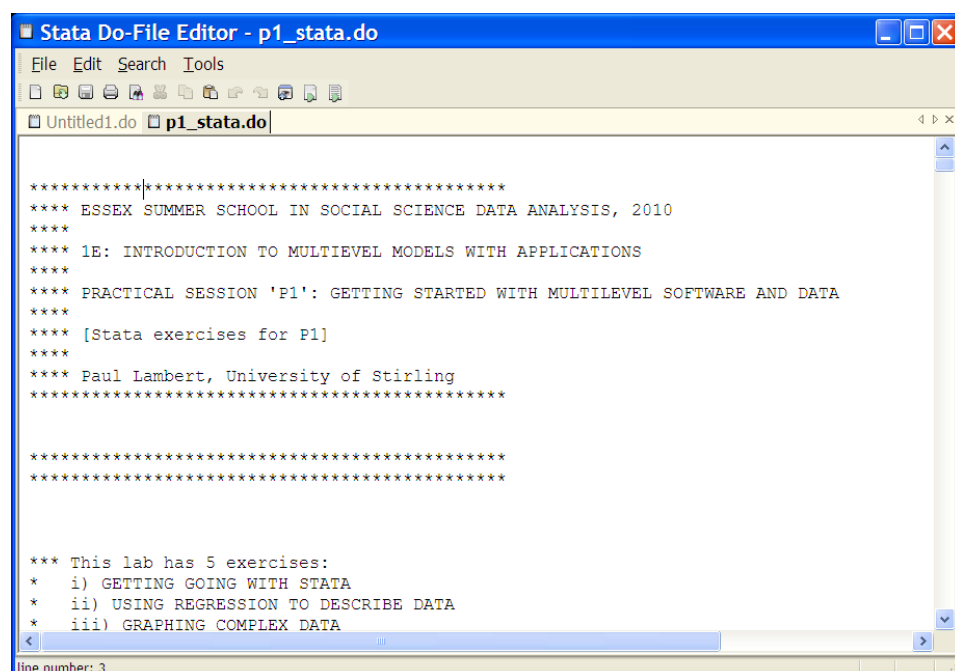 Stata Do-File Editor - p1_stata.do
File Edit Search Tools
Untitled1.do p1_stata.do
**********************************************
**** ESSEX SUMMER SCHOOL IN SOCIAL SCIENCE DATA ANALYSIS, 2010
****
**** 1E: INTRODUCTION TO MULTIEVEL MODELS WITH APPLICATIONS
****
**** PRACTICAL SESSION 'P1': GETTING STARTED WITH MULTILEVEL SOFTWARE AND DATA
****
**** [Stata exercises for P1]
****
**** Paul Lambert, University of Stirling
**********************************************
**********************************************
**********************************************
*** This lab has 5 exercises:
* i) GETTING GOING WITH STATA
* ii) USING REGRESSION TO DESCRIBE DATA
* iii) GRAPHING COMPLEX DATA
line number: 3